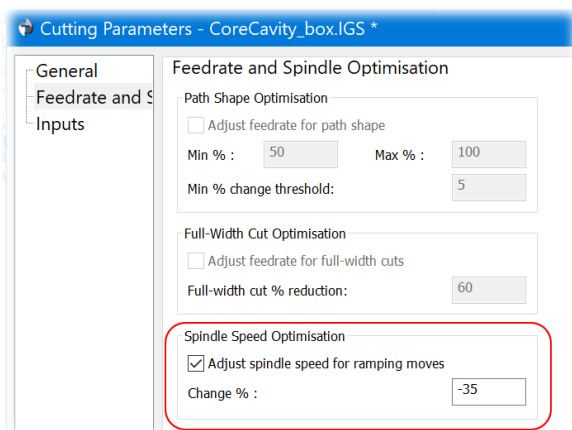 Cutting Parameters - CoreCavity_box.IGS *
General
Feedrate and S
Inputs
Feedrate and Spindle Optimisation
Path Shape Optimisation
Adjust feedrate for path shape
Min % : 50 Max % : 100
Min % change threshold: 5
Full-Width Cut Optimisation
Adjust feedrate for full-width cuts
Full-width cut % reduction: 60
Spindle Speed Optimisation
Adjust spindle speed for ramping moves
Change % : -35